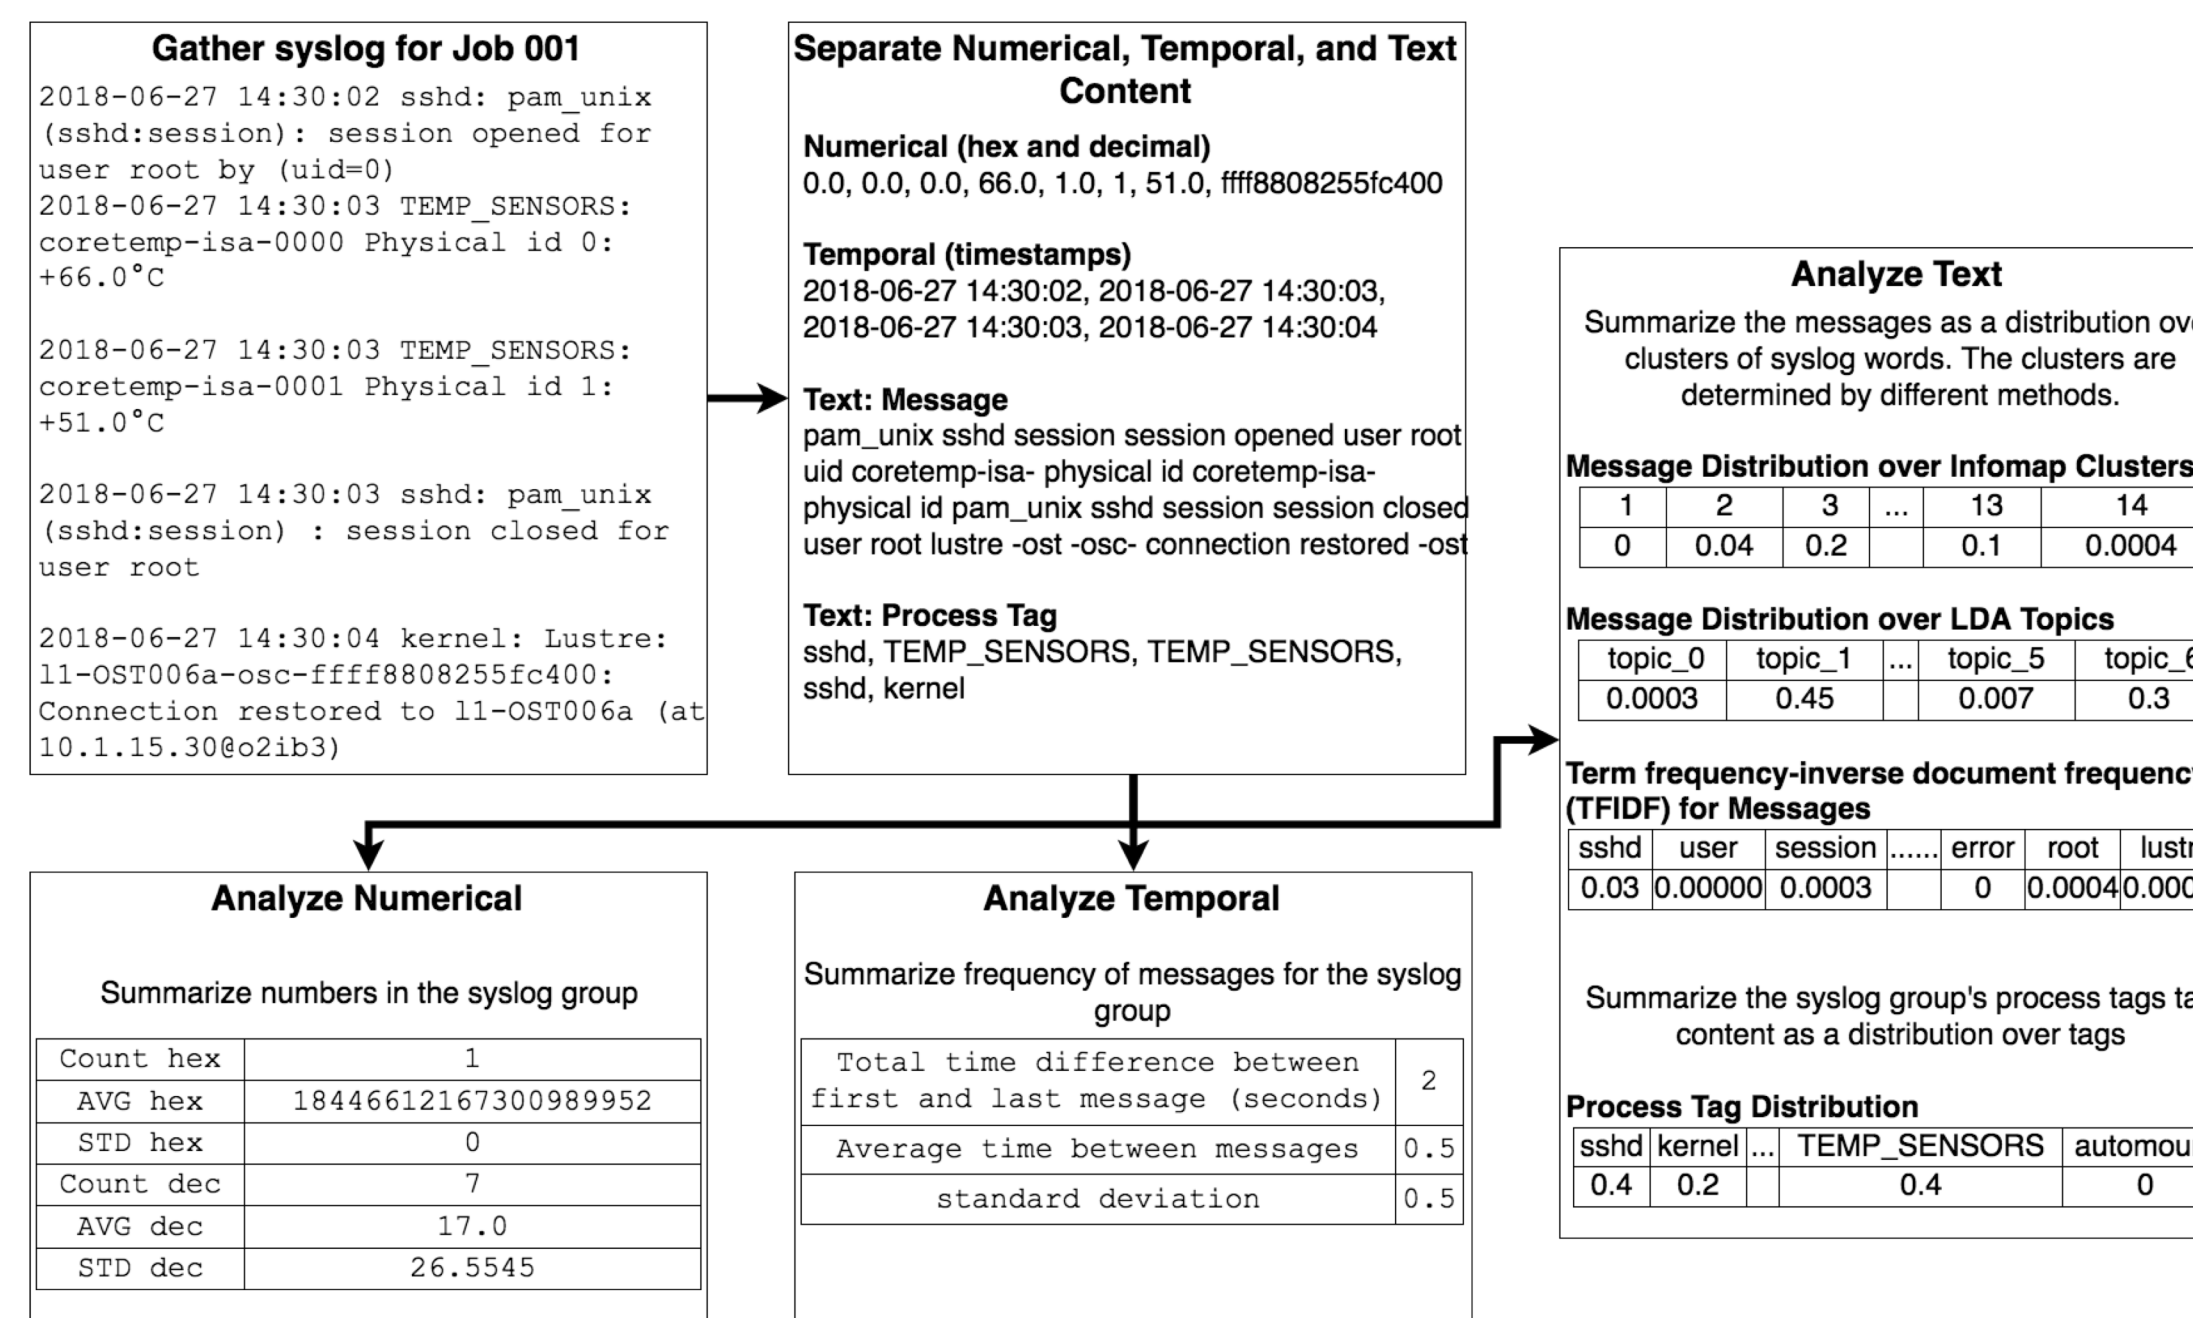 Gather syslog for Job 001
2018-06-27 14:30:02 sshd: pam_unix
(sshd:session): session opened for
user root by (uid=0)
2018-06-27 14:30:03 TEMP_SENSORS:
coretemp-isa-0000 Physical id 0:
+66.0°C
2018-06-27 14:30:03 TEMP_SENSORS:
coretemp-isa-0001 Physical id 1:
+51.0°C
2018-06-27 14:30:03 sshd: pam_unix
(sshd:session) : session closed for
user root
2018-06-27 14:30:04 kernel: Lustre:
l1-OST006a-osc-ffff8808255fc400:
Connection restored to l1-OST006a (at
10.1.15.30@o2ib3)
Separate Numerical, Temporal, and Text
Content
Numerical (hex and decimal)
0.0, 0.0, 0.0, 66.0, 1.0, 1, 51.0, ffff8808255fc400
Temporal (timestamps)
2018-06-27 14:30:02, 2018-06-27 14:30:03,
2018-06-27 14:30:03, 2018-06-27 14:30:04
Text: Message
pam_unix sshd session session opened user root
uid coretemp-isa- physical id coretemp-isa-
physical id pam_unix sshd session session closed
user root lustre -ost -osc- connection restored -ost
Text: Process Tag
sshd, TEMP_SENSORS, TEMP_SENSORS,
sshd, kernel
Analyze Numerical
Summarize numbers in the syslog group
Count hex 1
AVG hex 18446612167300989952
STD hex 0
Count dec 7
AVG dec 17.0
STD dec 26.5545
Analyze Temporal
Summarize frequency of messages for the syslog
group
Total time difference between
first and last message (seconds) 2
Average time between messages 0.5
standard deviation 0.5
Analyze Text
Summarize the messages as a distribution
clusters of syslog words. The clusters are
determined by different methods.
Message Distribution over Infomap Clusters
1 2 3 ... 13 14
0 0.04 0.2 0.1 0.0004
Message Distribution over LDA Topics
topic_0 topic_1 ... topic_5
0.0003 0.45 0.007 0.3
Term frequency-inverse document
(TFIDF) for Messages
sshd user session ...... error root
0.03 0.00000 0.0003 0 0.0004
Summarize the syslog group's process tags
content as a distribution over tags
Process Tag Distribution
sshd kernel ... TEMP_SENSORS
0.4 0.2 0.4 0